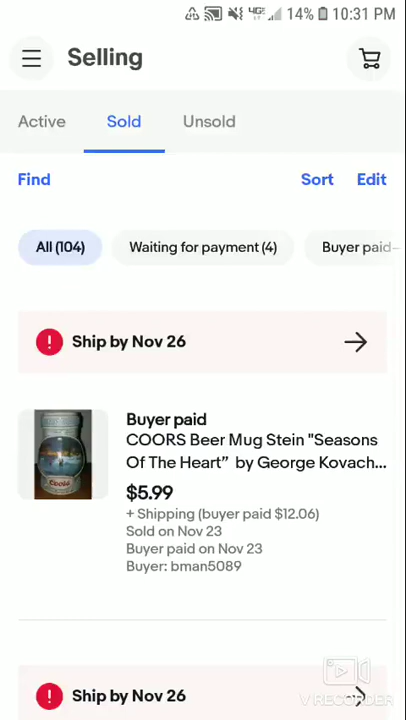 14% 10:31 PM
Selling
Active Sold Unsold
Find Sort Edit
All (104) Waiting for payment (4) Buyer paid–
! Ship by Nov 26
Buyer paid
COORS Beer Mug Stein "Seasons
Of The Heart” by George Kovach...
Coors
$5.99
+ Shipping (buyer paid $12.06)
Sold on Nov 23
Buyer paid on Nov 23
Buyer: bman5089
! Ship by Nov 26
V RECORDER